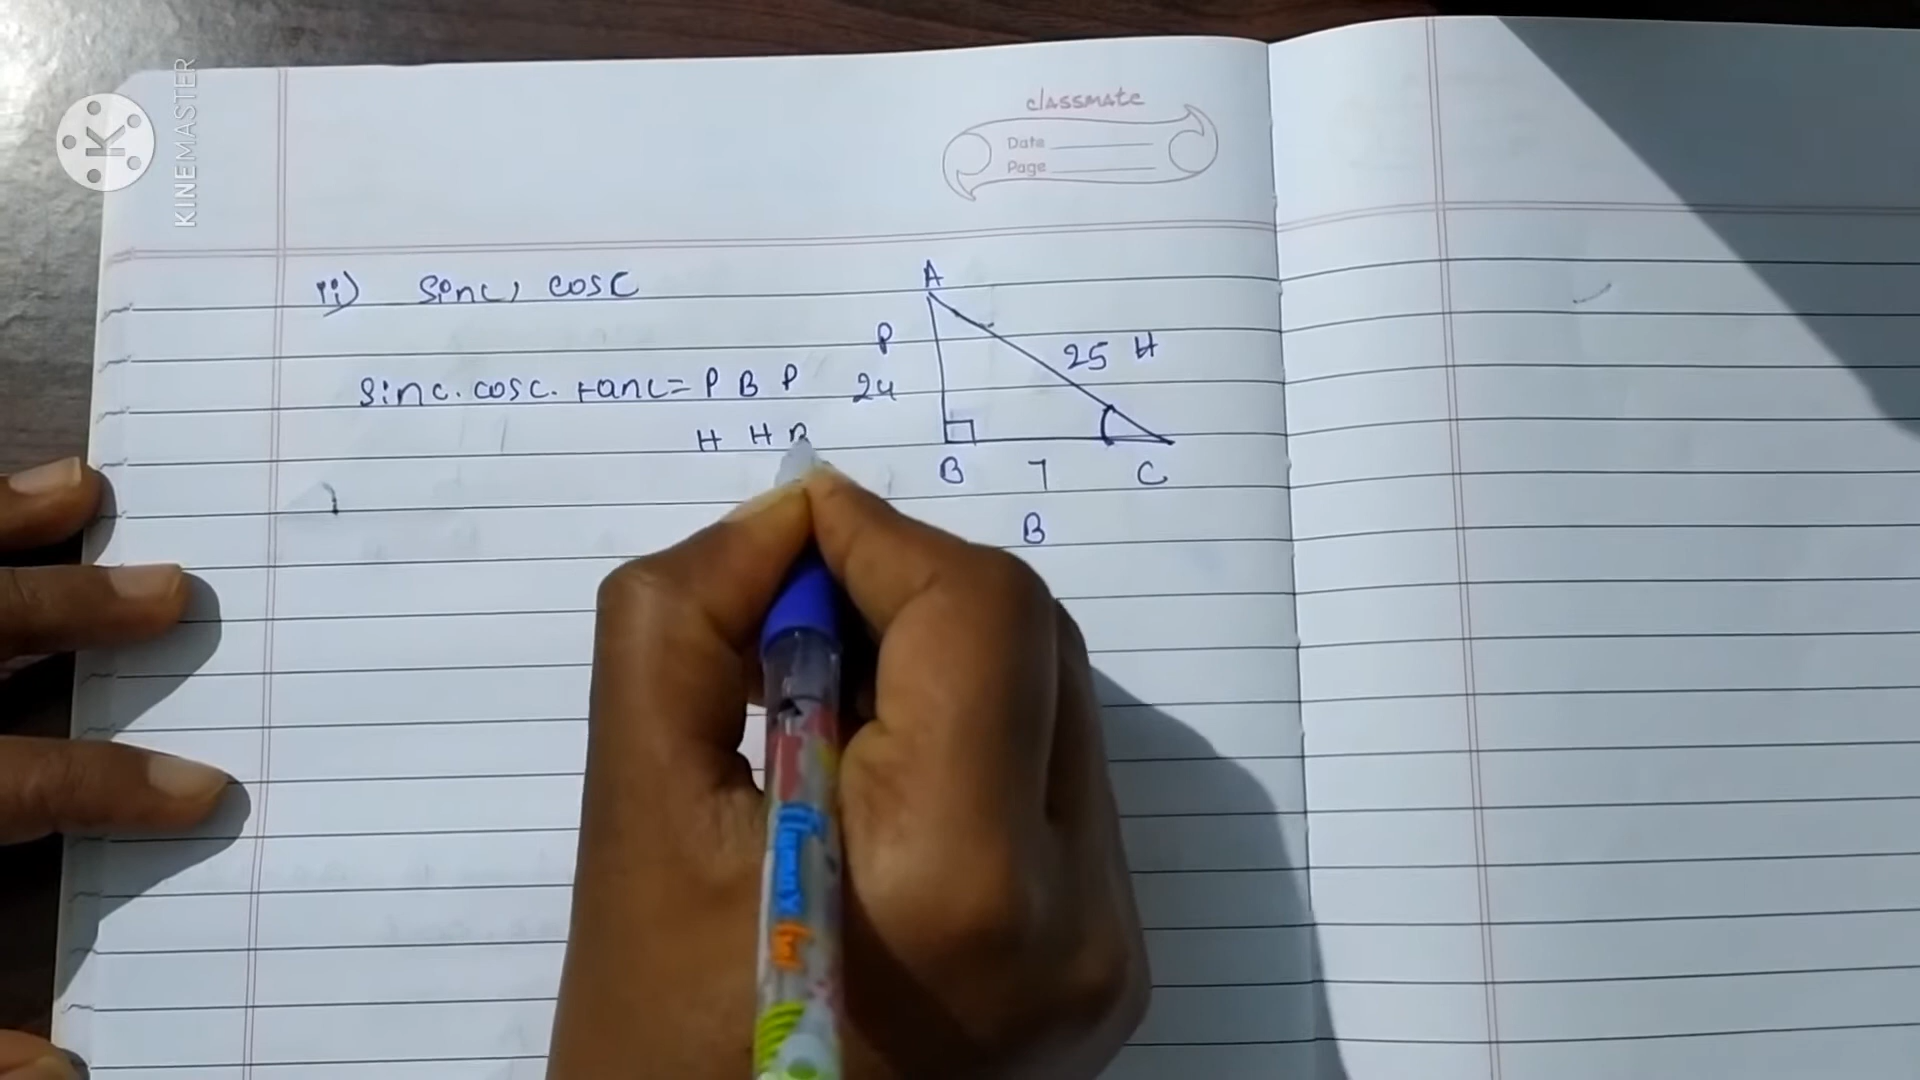 KINEMASTER
classmate
Date
Page
ii) sinc, cosc
A
P
25 H
sinc. cosc. tanc= P B P
24
H H B
B 7 C
B